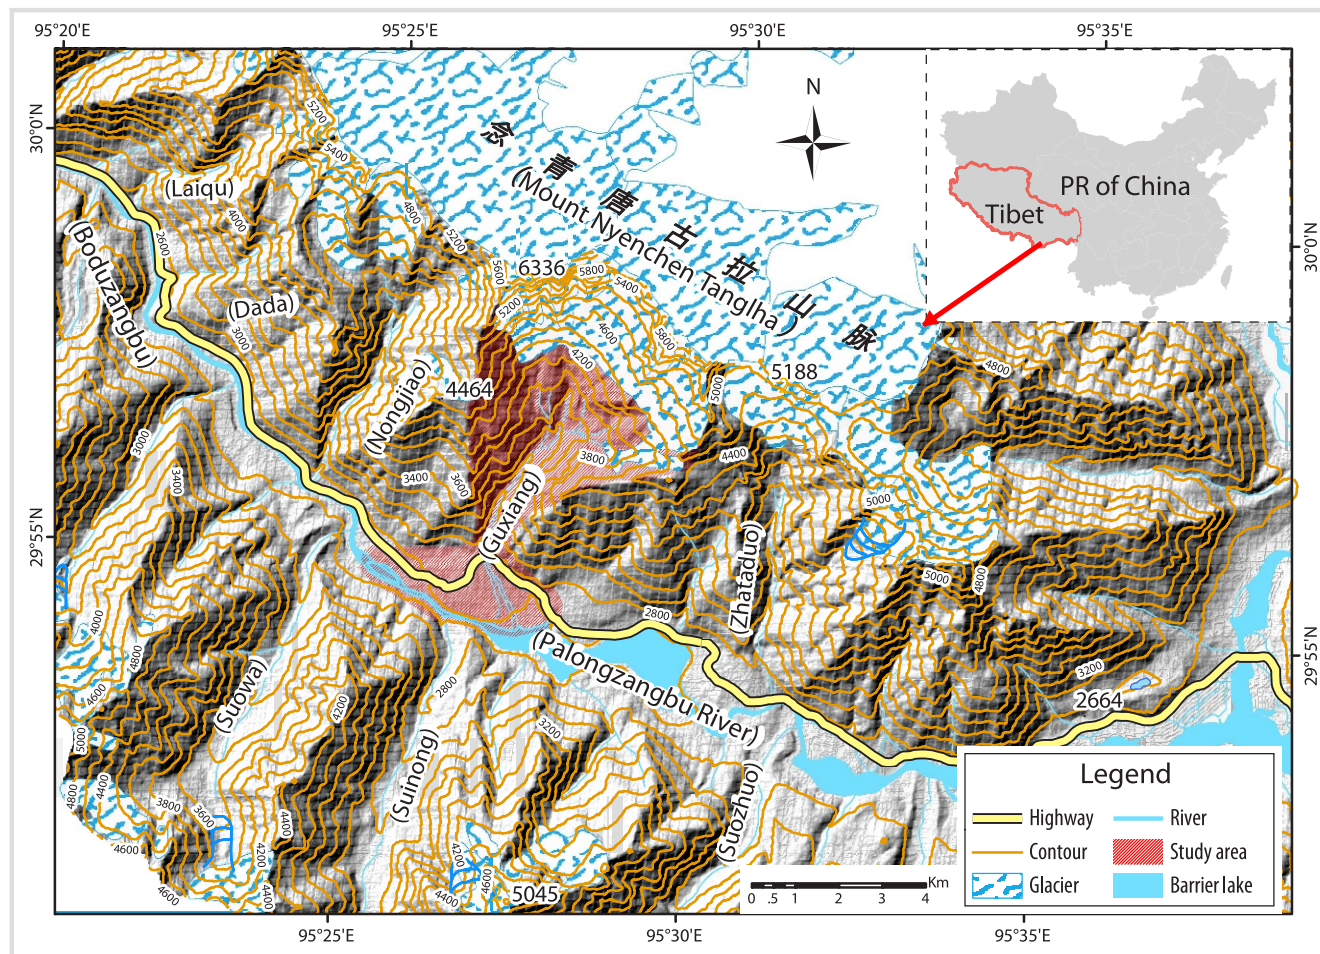 95°20'E
95°25'E
95°30'E
95°35'E
30°0'N
30°0'N
29°55'N
29°55'N
95°25'E
95°30'E
95°35'E
N
PR of China
Tibet
念青唐古拉山脉
(Mount Nyenchen Tanglha)
(Laiqu)
(Boduzangbu)
(Dada)
(Nongjiao)
(Guxiang)
(Zhataduo)
(Palongzangbu River)
(Suowa)
(Suinong)
(Suozhuo)
6336
4464
5188
2664
5045
5200
5400
4800
5200
4000
2600
3000
5600
5800
5400
5200
4600
4200
5800
5000
4800
3000
3400
3400
3600
3800
4400
5000
5000
4800
2800
3200
4000
4800
4600
5000
4800
4400
3800
3600
4600
4200
4400
4200
4400
4600
2800
3200
4200
4600
4400
Legend
Highway
River
Contour
Study area
Glacier
Barrier lake
Km
0 .5 1 2 3 4